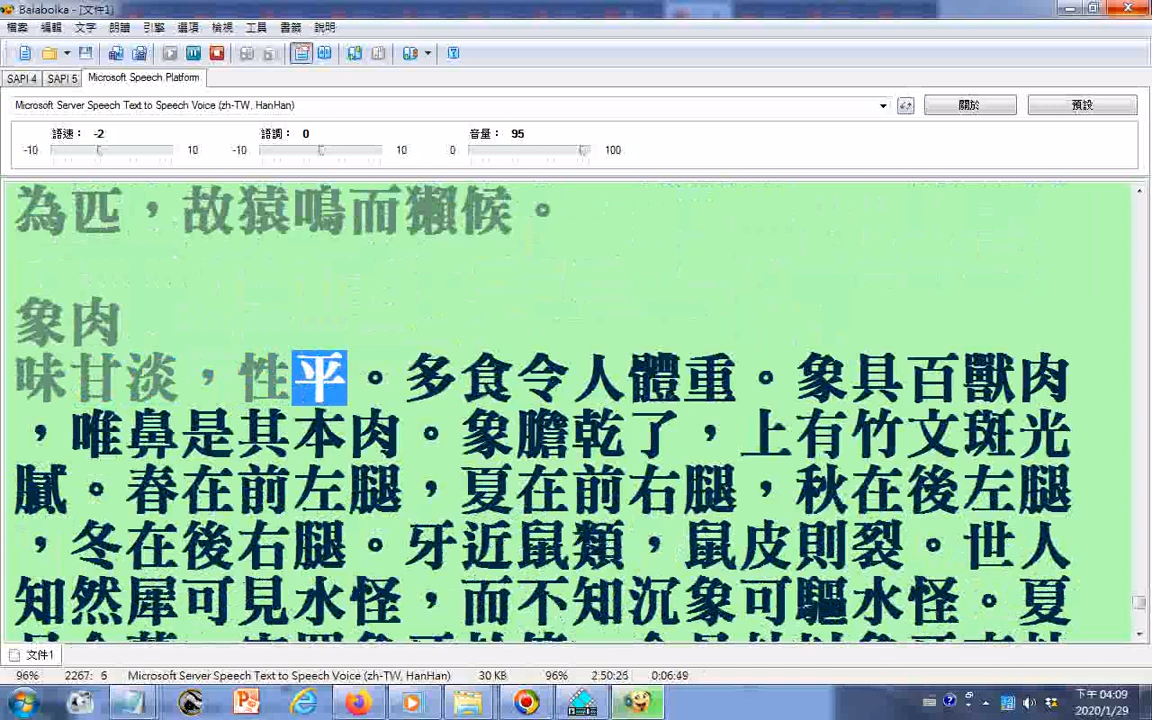 Balabolka - [文件1]
檔案 編輯 文字 朗讀 引擎 選項 檢視 工具 書籤 說明
SAPI 4 SAPI 5 Microsoft Speech Platform
Microsoft Server Speech Text to Speech Voice (zh-TW, HanHan) 關於 預設
語速： -2 語調： 0 音量： 95
-10 10 -10 10 0 100
為匹，故猿鳴而獺候。
象肉
味甘淡，性平。多食令人體重。象具百獸肉
，唯鼻是其本肉。象膽乾了，上有竹文斑光
膩。春在前左腿，夏在前右腿，秋在後左腿
，冬在後右腿。牙近鼠類，鼠皮則裂。世人
知然犀可見水怪，而不知沉象可驅水怪。夏
文件1
96% 2267: 5 Microsoft Server Speech Text to Speech Voice (zh-TW, HanHan) 30 KB 96% 2:50:25 0:06:49
下午 04:09
2020/1/29